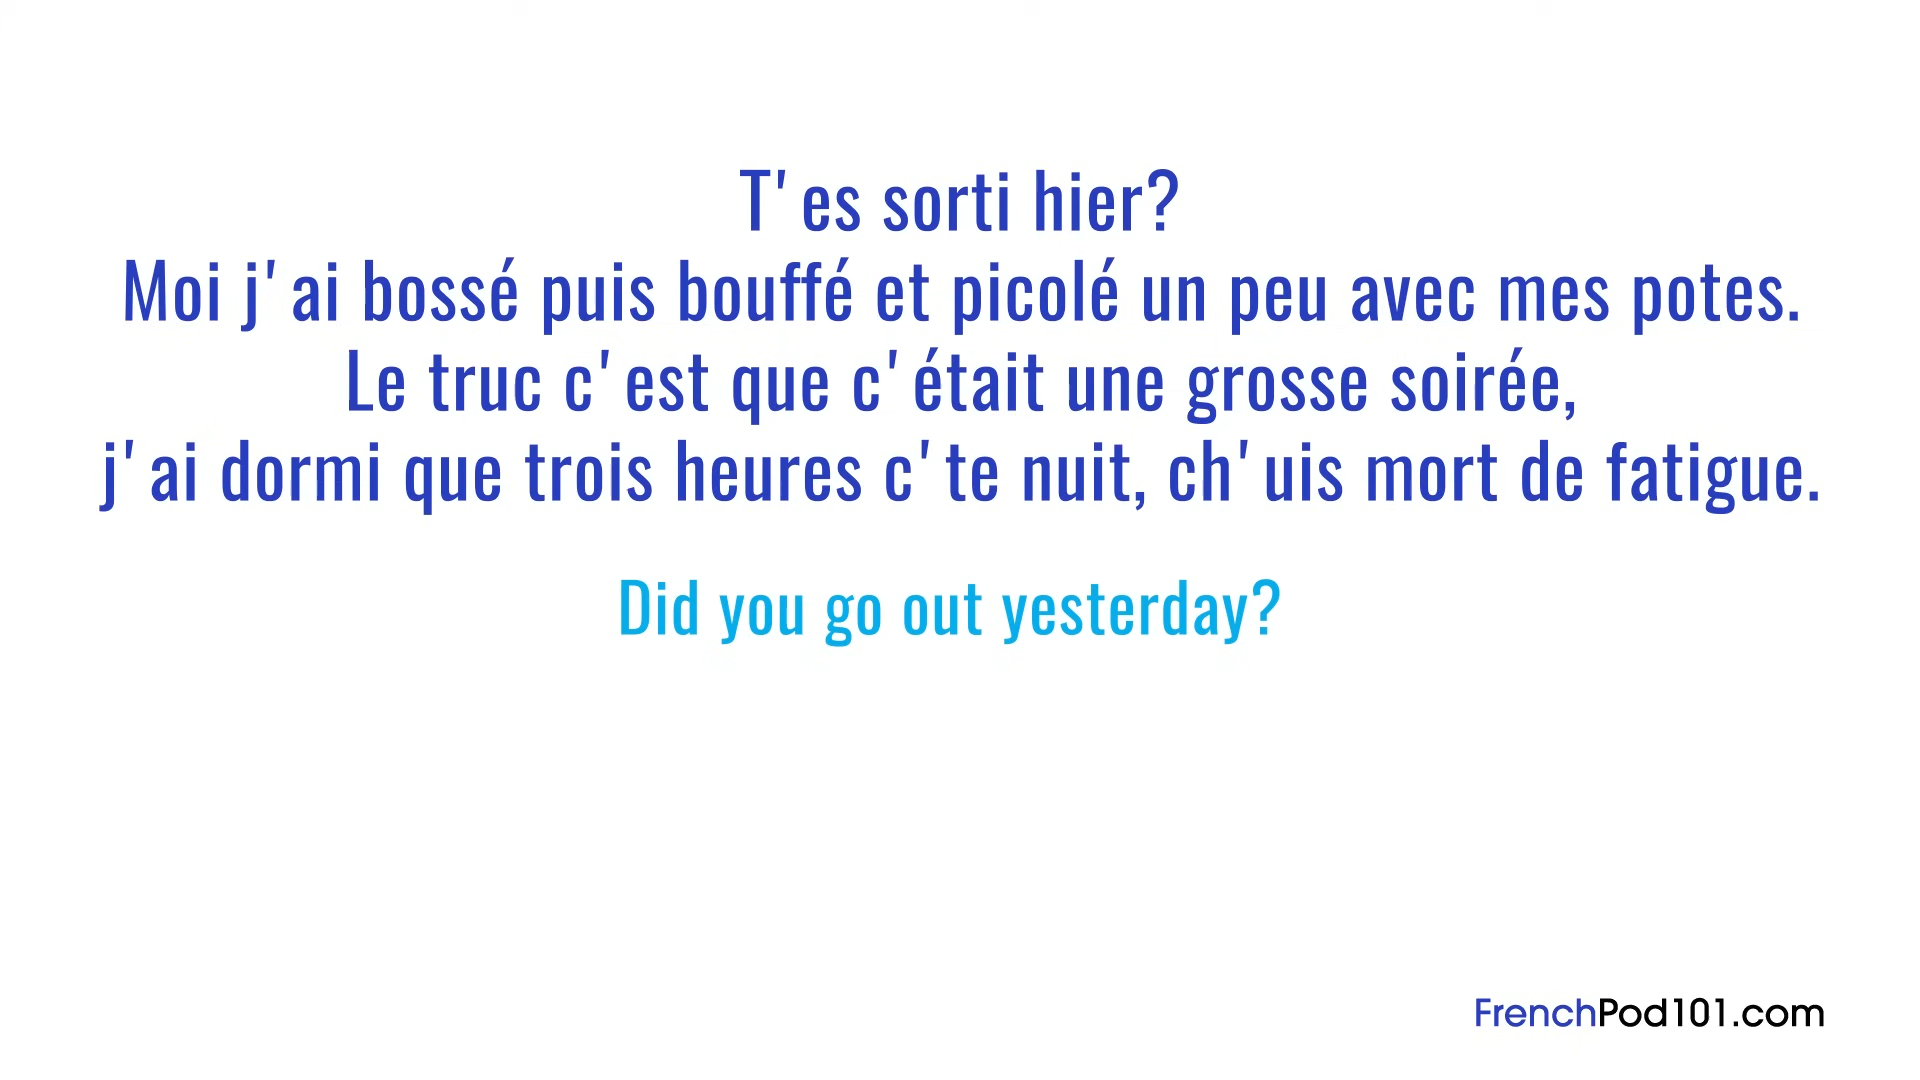 T'es sorti hier?
Moi j'ai bossé puis bouffé et picolé un peu avec mes potes.
Le truc c'est que c'était une grosse soirée,
j'ai dormi que trois heures c'te nuit, ch'uis mort de fatigue.
Did you go out yesterday?
FrenchPod101.com